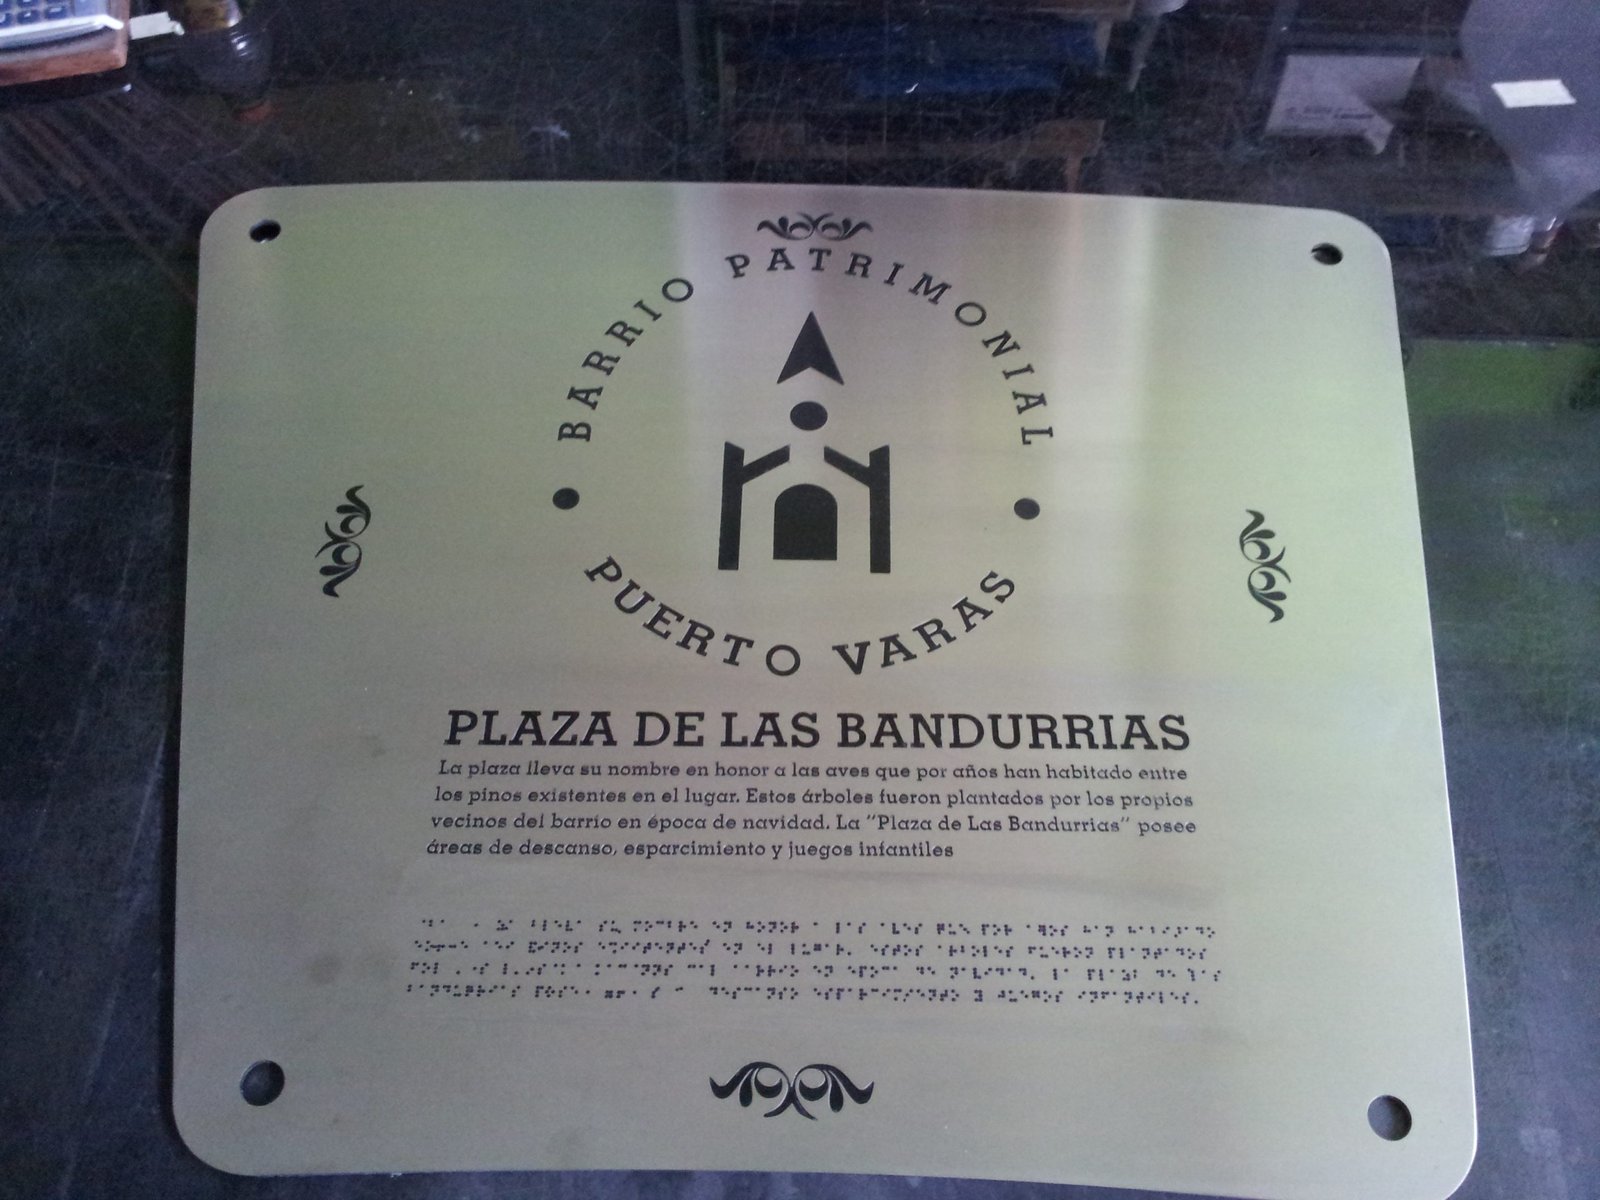 BARRIO PATRIMONIAL
PUERTO VARAS
PLAZA DE LAS BANDURRIAS
La plaza lleva su nombre en honor a las aves que por años han habitado entre
los pinos existentes en el lugar. Estos árboles fueron plantados por los propios
vecinos del barrio en época de navidad. La "Plaza de Las Bandurrias" posee
áreas de descanso, esparcimiento y juegos infantiles